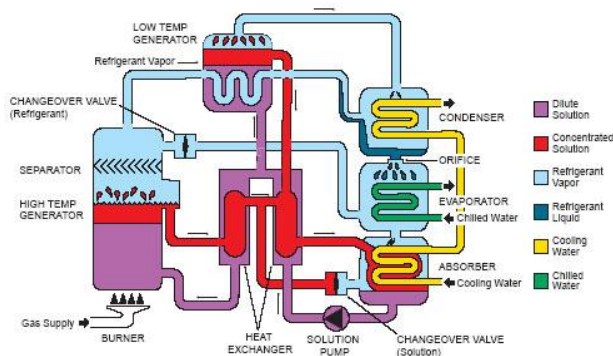 LOW TEMP
GENERATOR
Refrigerant Vapor
CHANGEOVER VALVE
(Refrigerant)
CONDENSER
ORIFICE
SEPARATOR
EVAPORATOR
Chilled Water
HIGH TEMP
GENERATOR
ABSORBER
Cooling Water
Gas Supply
BURNER
HEAT
EXCHANGER
SOLUTION
PUMP
CHANGEOVER VALVE
(Solution)
Dilute
Solution
Concentrated
Solution
Refrigerant
Vapor
Refrigerant
Liquid
Cooling
Water
Chilled
Water